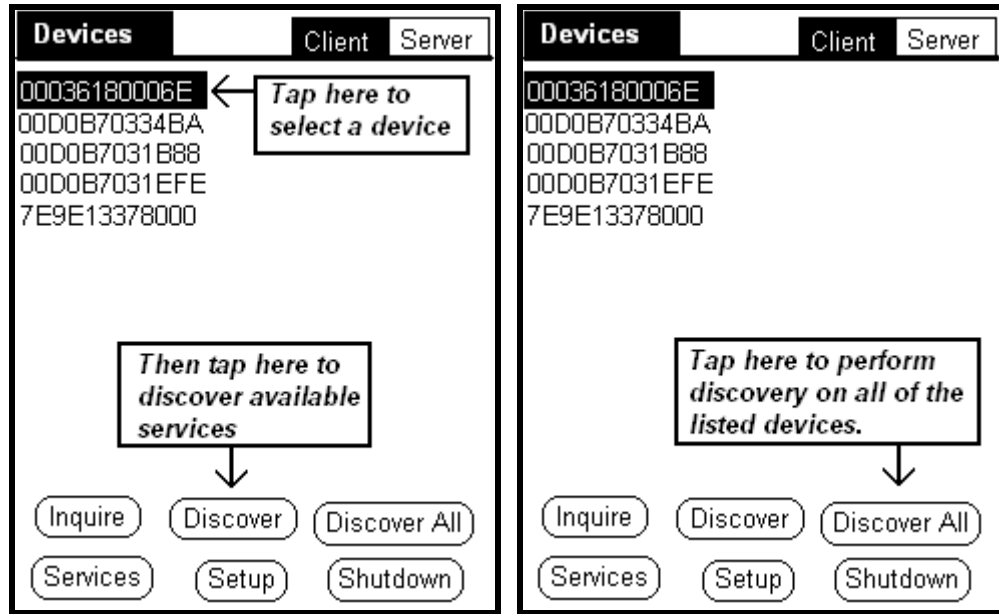 Devices Client Server
00036180006E
Tap here to
select a device
00D0B70334BA
00D0B7031B88
00D0B7031EFE
7E9E13378000
Then tap here to
discover available
services
Inquire Discover Discover All
Services Setup Shutdown
Devices Client Server
00036180006E
00D0B70334BA
00D0B7031B88
00D0B7031EFE
7E9E13378000
Tap here to perform
discovery on all of the
listed devices.
Inquire Discover Discover All
Services Setup Shutdown